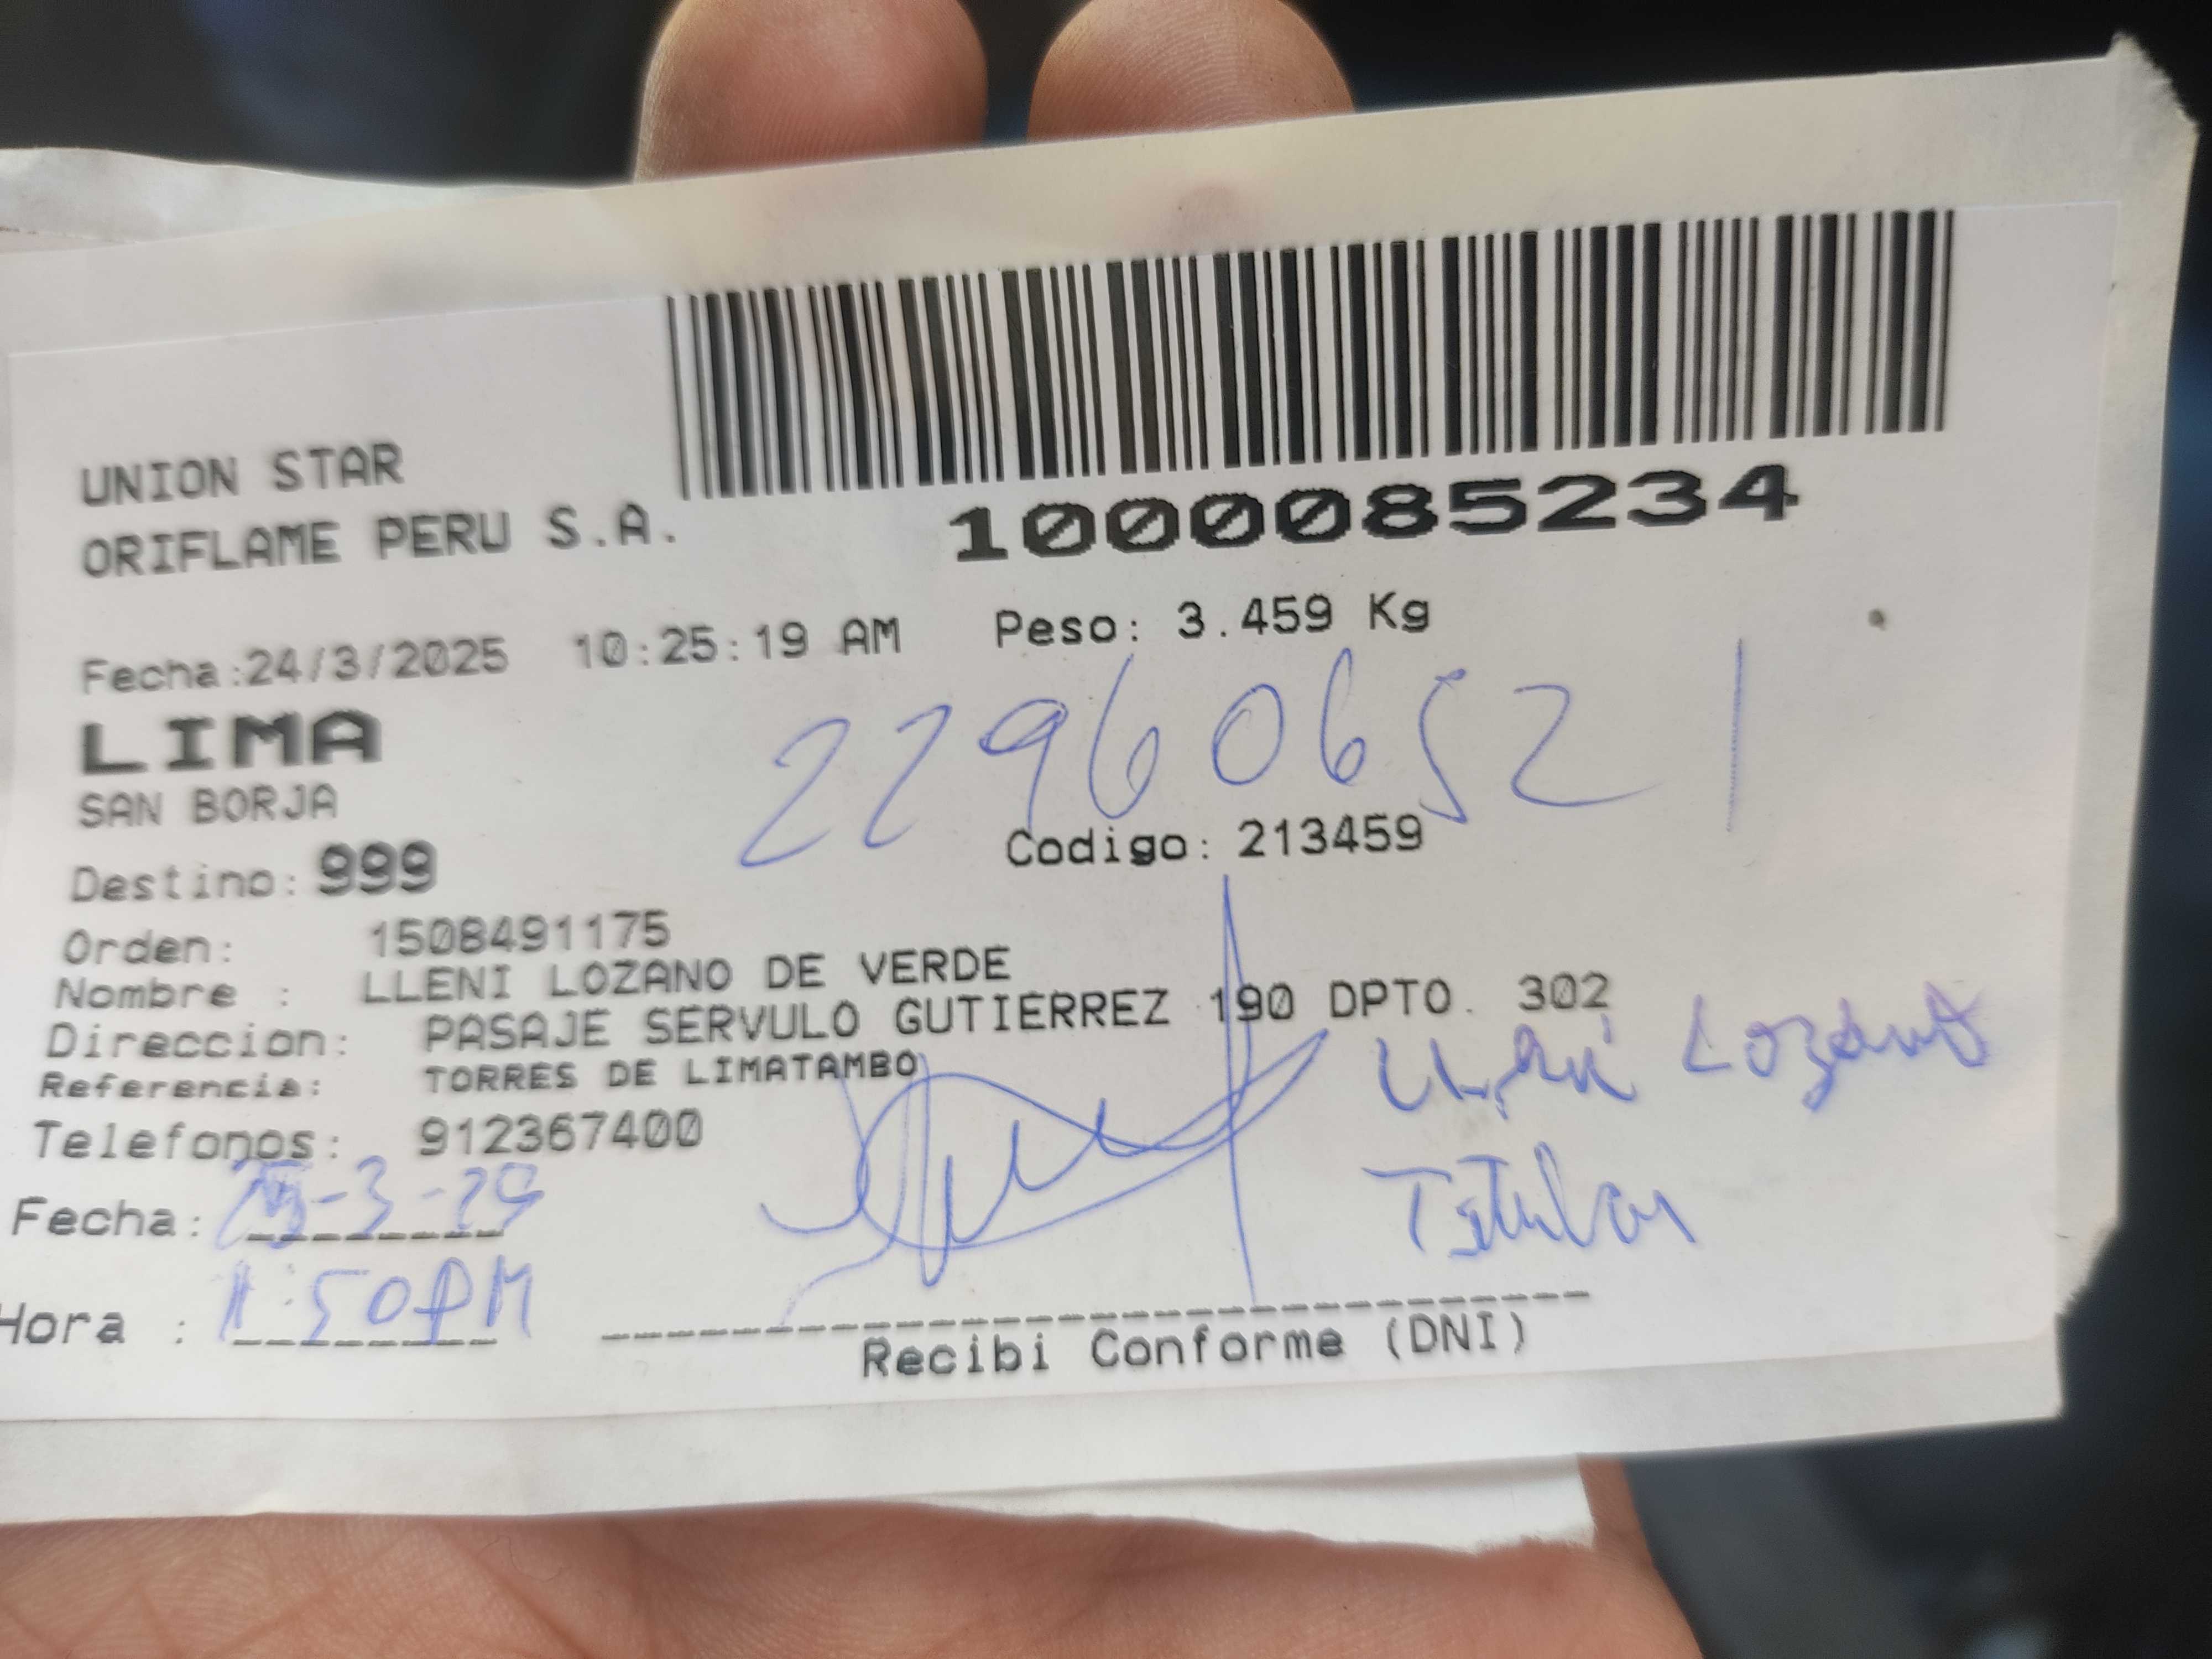 UNION STAR
ORIFLAME PERU S.A.
1000085234
Fecha:24/3/2025 10:25:19 AM Peso: 3.459 Kg
LIMA
SAN BORJA
Destino: 999
Codigo: 213459
Orden: 1508491175
Nombre : LLENI LOZANO DE VERDE
Direccion: PASAJE SERVULO GUTIERREZ 190 DPTO. 302
Referencia: TORRES DE LIMATAMBO
Lozano
Telefonos: 912367400
Titular
Fecha:
Hora : 1:50PM
Recibi Conforme (DNI)